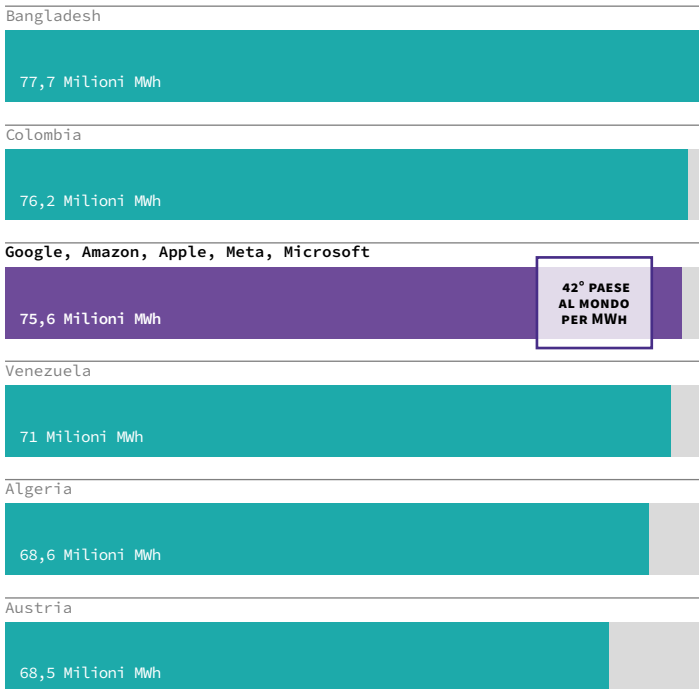 Bangladesh
77,7 Milioni MWh
Colombia
76,2 Milioni MWh
Google, Amazon, Apple, Meta, Microsoft
75,6 Milioni MWh
42° PAESE
AL MONDO
PER MWH
Venezuela
71 Milioni MWh
Algeria
68,6 Milioni MWh
Austria
68,5 Milioni MWh